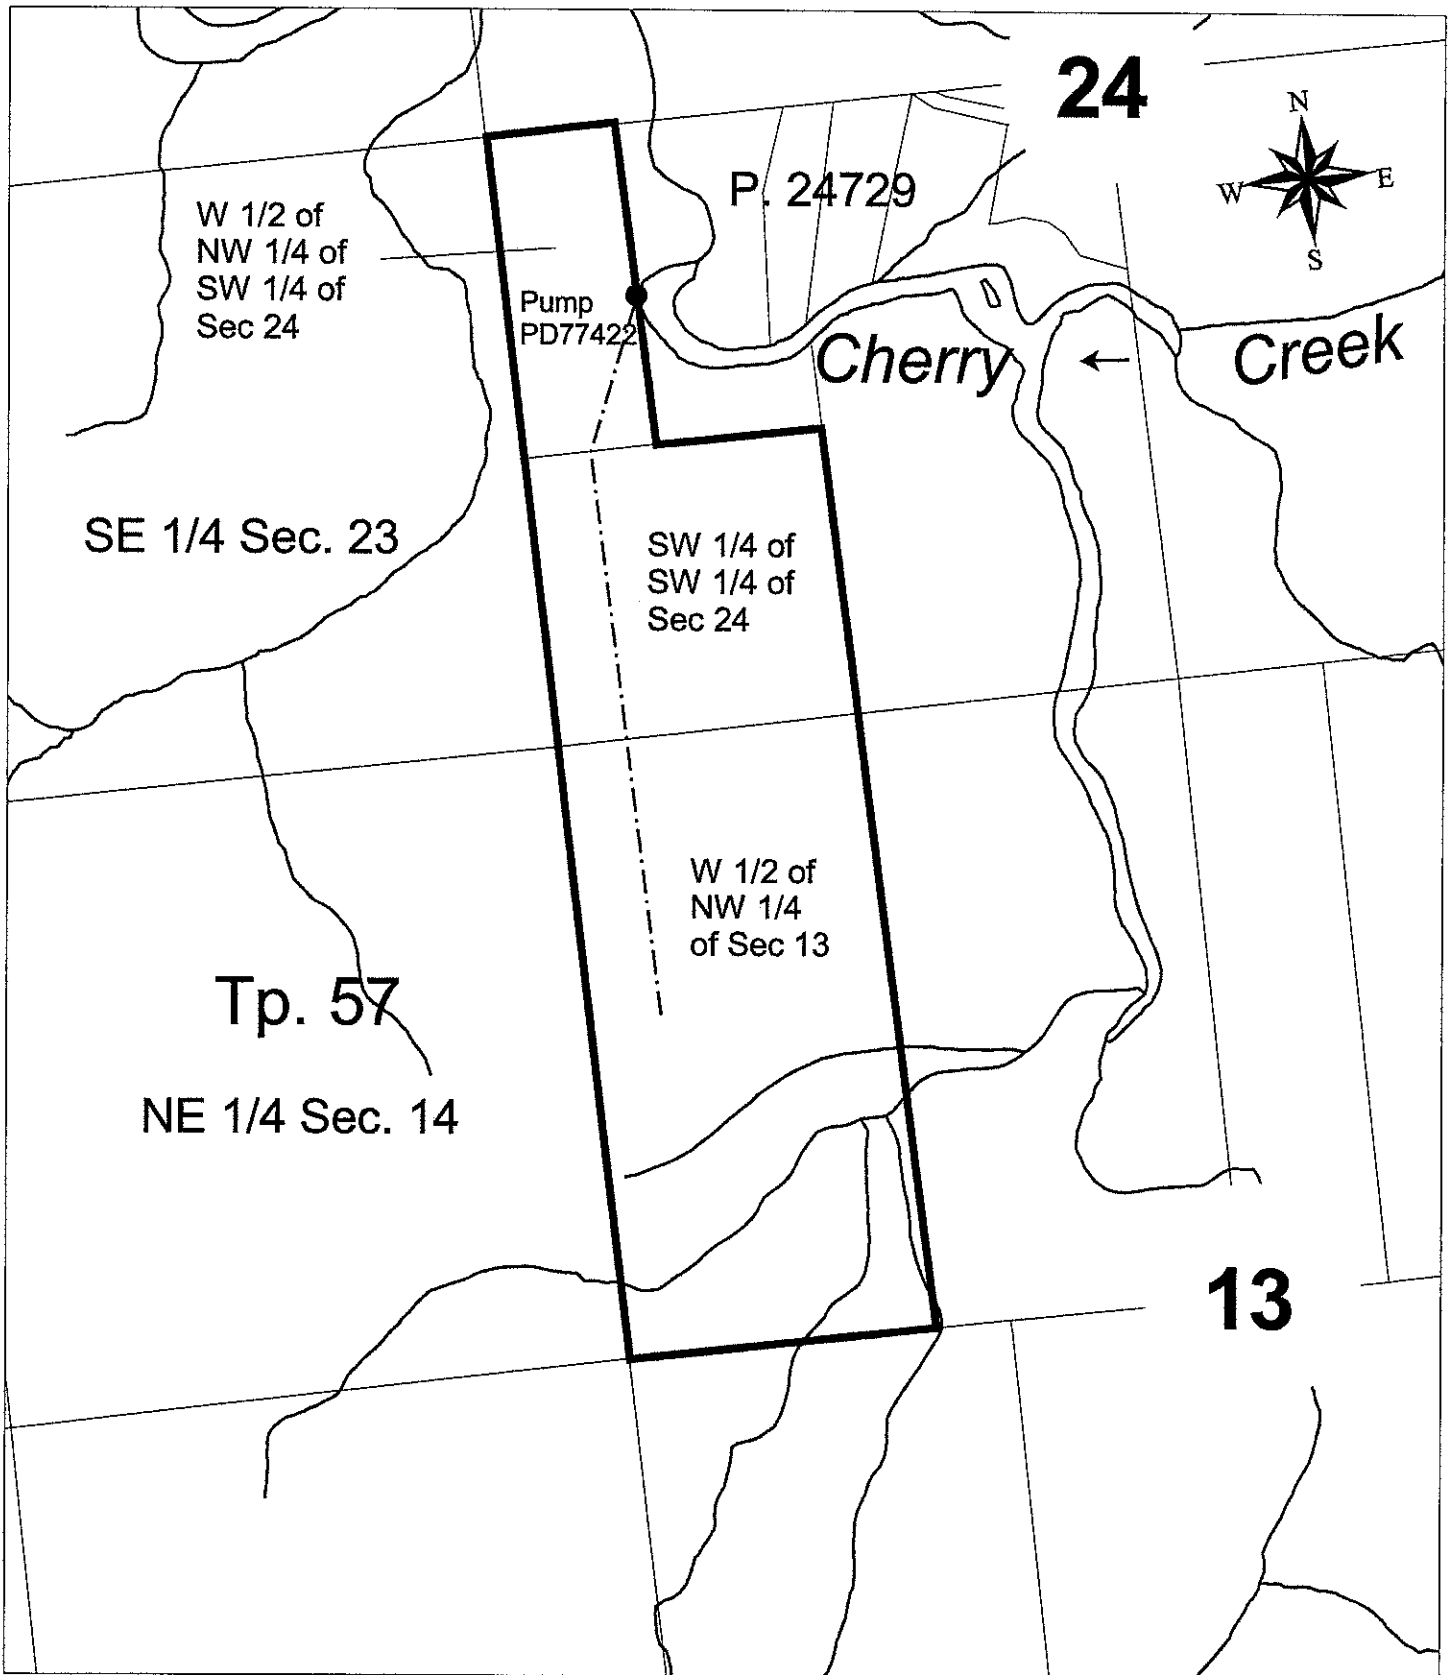 24
N
W
E
S
P. 24729
W 1/2 of
NW 1/4 of
SW 1/4 of
Sec 24
Pump
PD77422
Cherry Creek
SE 1/4 Sec. 23
SW 1/4 of
SW 1/4 of
Sec 24
W 1/2 of
NW 1/4
of Sec 13
Tp. 57
NE 1/4 Sec. 14
13